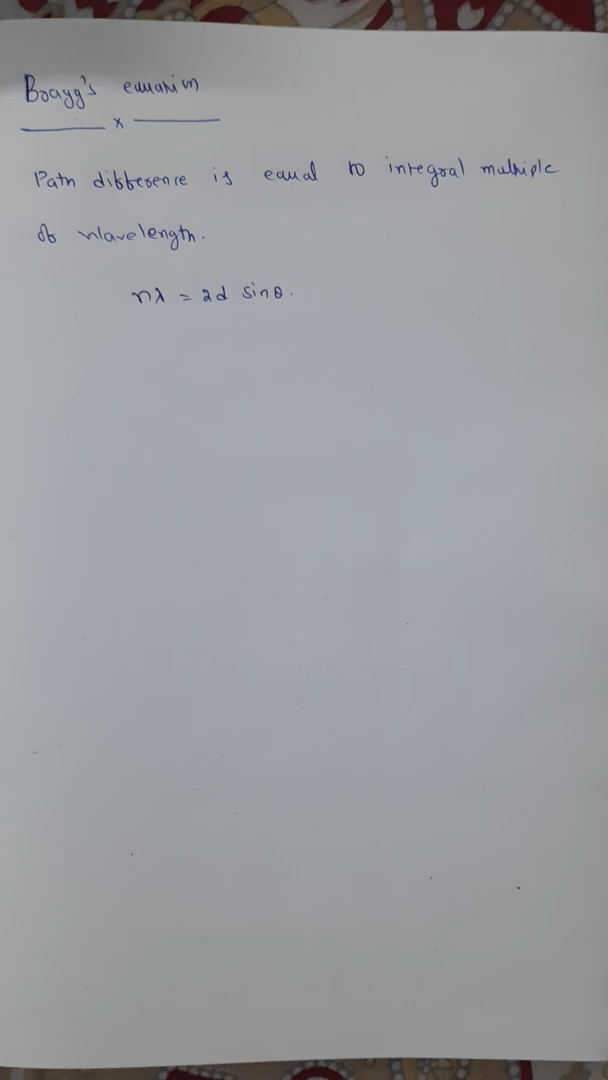 Bragg's equation
x
Path difference is equal to integral multiple
of wavelength.
nλ = 2d sinθ.